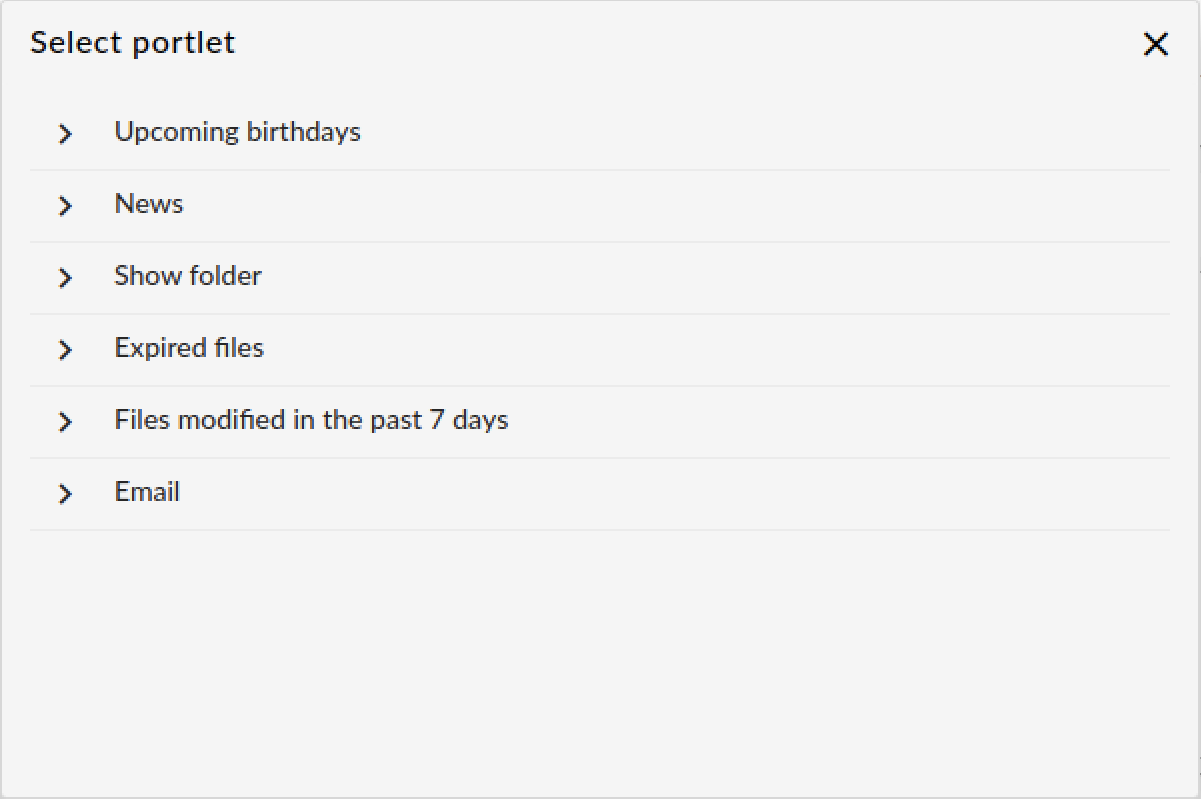 Select portlet
Upcoming birthdays
News
Show folder
Expired files
Files modified in the past 7 days
Email